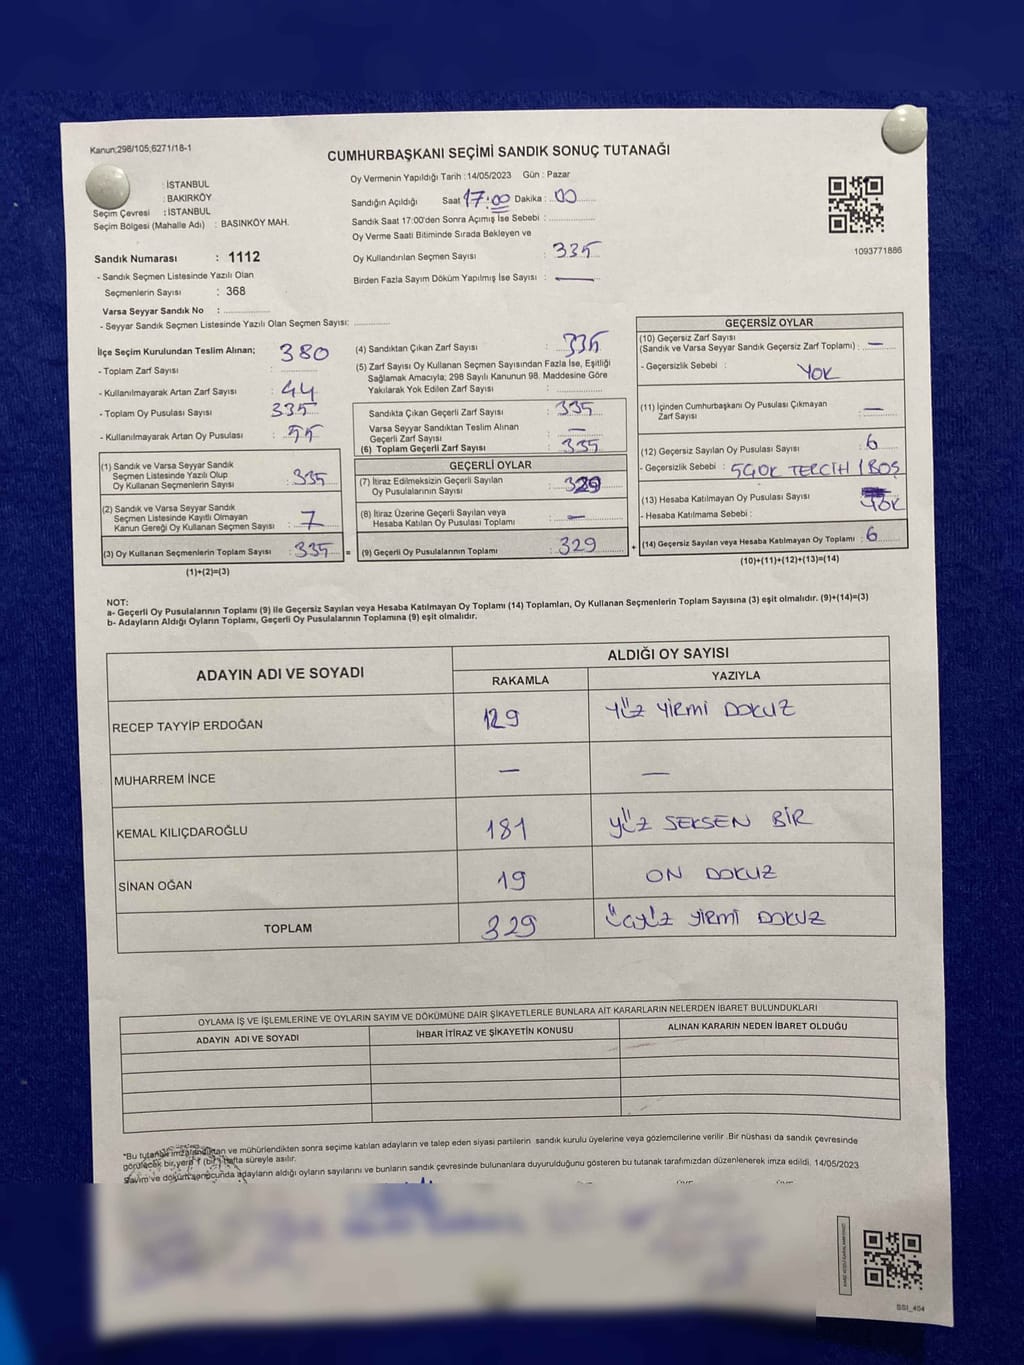 Kanun;298/105,6271/18-1
CUMHURBAŞKANI SEÇİMİ SANDIK SONUÇ TUTANAĞI
: İSTANBUL
: BAKIRKÖY
Seçim Çevresi : İSTANBUL
Seçim Bölgesi (Mahalle Adı) : BASINKÖY MAH.
Sandık Numarası : 1112
- Sandık Seçmen Listesinde Yazılı Olan
Seçmenlerin Sayısı : 368
Varsa Seyyar Sandık No :
- Seyyar Sandık Seçmen Listesinde Yazılı Olan Seçmen Sayısı:
Oy Vermenin Yapıldığı Tarih : 14/05/2023 Gün : Pazar
Sandığın Açıldığı Saat 17:00 Dakika : 00
Sandık Saat 17:00'den Sonra Açımış İse Sebebi :
Oy Verme Saati Bitiminde Sırada Bekleyen ve
Oy Kullandırılan Seçmen Sayısı : 335
Birden Fazla Sayım Döküm Yapılmış İse Sayısı : —
1093771886
İlçe Seçim Kurulundan Teslim Alınan; 380
- Toplam Zarf Sayısı :
- Kullanılmayarak Artan Zarf Sayısı : 44
- Toplam Oy Pusulası Sayısı : 335
- Kullanılmayarak Artan Oy Pusulası :
(1) Sandık ve Varsa Seyyar Sandık
Seçmen Listesinde Yazılı Olup
Oy Kullanan Seçmenlerin Sayısı : 335
(2) Sandık ve Varsa Seyyar Sandık
Seçmen Listesinde Kayıtlı Olmayan
Kanun Gereği Oy Kullanan Seçmen Sayısı : 7
(3) Oy Kullanan Seçmenlerin Toplam Sayısı : 335 =
(1)+(2)=(3)
(4) Sandıktan Çıkan Zarf Sayısı : 335
(5) Zarf Sayısı Oy Kullanan Seçmen Sayısından Fazla İse, Eşitliği
Sağlamak Amacıyla; 298 Sayılı Kanunun 98. Maddesine Göre
Yakılarak Yok Edilen Zarf Sayısı :
Sandıkta Çıkan Geçerli Zarf Sayısı : 335
Varsa Seyyar Sandıktan Teslim Alınan
Geçerli Zarf Sayısı : —
(6) Toplam Geçerli Zarf Sayısı : 335
GEÇERLİ OYLAR
(7) İtiraz Edilmeksizin Geçerli Sayılan
Oy Pusulalarının Sayısı : 329
(8) İtiraz Üzerine Geçerli Sayılan veya
Hesaba Katılan Oy Pusulası Toplamı : —
(9) Geçerli Oy Pusulalarının Toplamı : 329 +
GEÇERSİZ OYLAR
(10) Geçersiz Zarf Sayısı
(Sandık ve Varsa Seyyar Sandık Geçersiz Zarf Toplamı) : —
- Geçersizlik Sebebi : YOK
(11) İçinden Cumhurbaşkanı Oy Pusulası Çıkmayan
Zarf Sayısı : —
(12) Geçersiz Sayılan Oy Pusulası Sayısı : 6
- Geçersizlik Sebebi : 5 ÇOK TERCİH 1 BOŞ
(13) Hesaba Katılmayan Oy Pusulası Sayısı YOK
- Hesaba Katılmama Sebebi :
(14) Geçersiz Sayılan veya Hesaba Katılmayan Oy Toplamı : 6
(10)+(11)+(12)+(13)=(14)
NOT:
a- Geçerli Oy Pusulalarının Toplamı (9) ile Geçersiz Sayılan veya Hesaba Katılmayan Oy Toplamı (14) Toplamları, Oy Kullanan Seçmenlerin Toplam Sayısına (3) eşit olmalıdır. (9)+(14)=(3)
b- Adayların Aldığı Oyların Toplamı, Geçerli Oy Pusulalarının Toplamına (9) eşit olmalıdır.
ADAYIN ADI VE SOYADI
ALDIĞI OY SAYISI
RAKAMLA YAZIYLA
RECEP TAYYİP ERDOĞAN 129 YÜZ YİRMİ DOKUZ
MUHARREM İNCE — —
KEMAL KILIÇDAROĞLU 181 YÜZ SEKSEN BİR
SİNAN OĞAN 19 ON DOKUZ
TOPLAM 329 ÜÇYÜZ YİRMİ DOKUZ
OYLAMA İŞ VE İŞLEMLERİNE VE OYLARIN SAYIM VE DÖKÜMÜNE DAİR ŞİKAYETLERLE BUNLARA AİT KARARLARIN NELERDEN İBARET BULUNDUKLARI
ADAYIN ADI VE SOYADI İHBAR İTİRAZ VE ŞİKAYETİN KONUSU ALINAN KARARIN NEDEN İBARET OLDUĞU
*Bu tutanak imzalandıktan ve mühürlendikten sonra seçime katılan adayların ve talep eden siyasi partilerin sandık kurulu üyelerine veya gözlemcilerine verilir .Bir nüshası da sandık çevresinde
görülecek bir yere 1 (bir) hafta süreyle asılır.
Sayım ve döküm sonucunda adayların aldığı oyların sayılarını ve bunların sandık çevresinde bulunanlara duyurulduğunu gösteren bu tutanak tarafımızdan düzenlenerek imza edildi. 14/05/2023
SSI_404